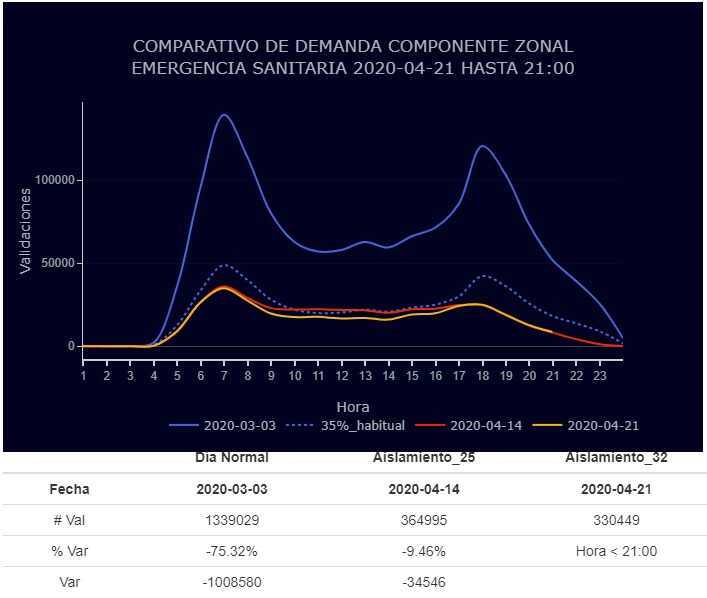 COMPARATIVO DE DEMANDA COMPONENTE ZONAL
EMERGENCIA SANITARIA 2020-04-21 HASTA 21:00
Validaciones
100000
50000
0
1 2 3 4 5 6 7 8 9 10 11 12 13 14 15 16 17 18 19 20 21 22 23
Hora
2020-03-03 35%_habitual 2020-04-14 2020-04-21
Dia Normal Aislamiento_25 Aislamiento_32
Fecha 2020-03-03 2020-04-14 2020-04-21
# Val 1339029 364995 330449
% Var -75.32% -9.46% Hora < 21:00
Var -1008580 -34546